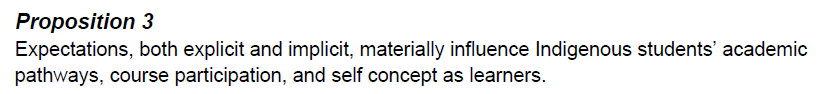 Proposition 3
Expectations, both explicit and implicit, materially influence Indigenous students’ academic
pathways, course participation, and self concept as learners.